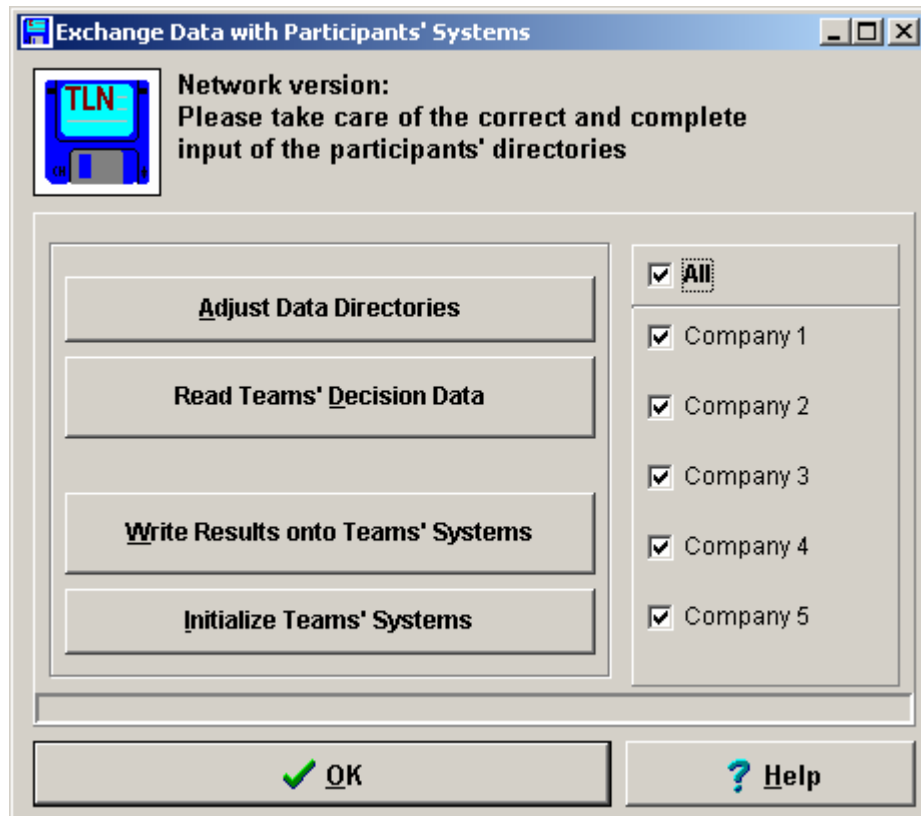 Exchange Data with Participants' Systems
TLN
Network version:
Please take care of the correct and complete
input of the participants' directories
Adjust Data Directories
Read Teams' Decision Data
Write Results onto Teams' Systems
Initialize Teams' Systems
All
Company 1
Company 2
Company 3
Company 4
Company 5
OK
? Help